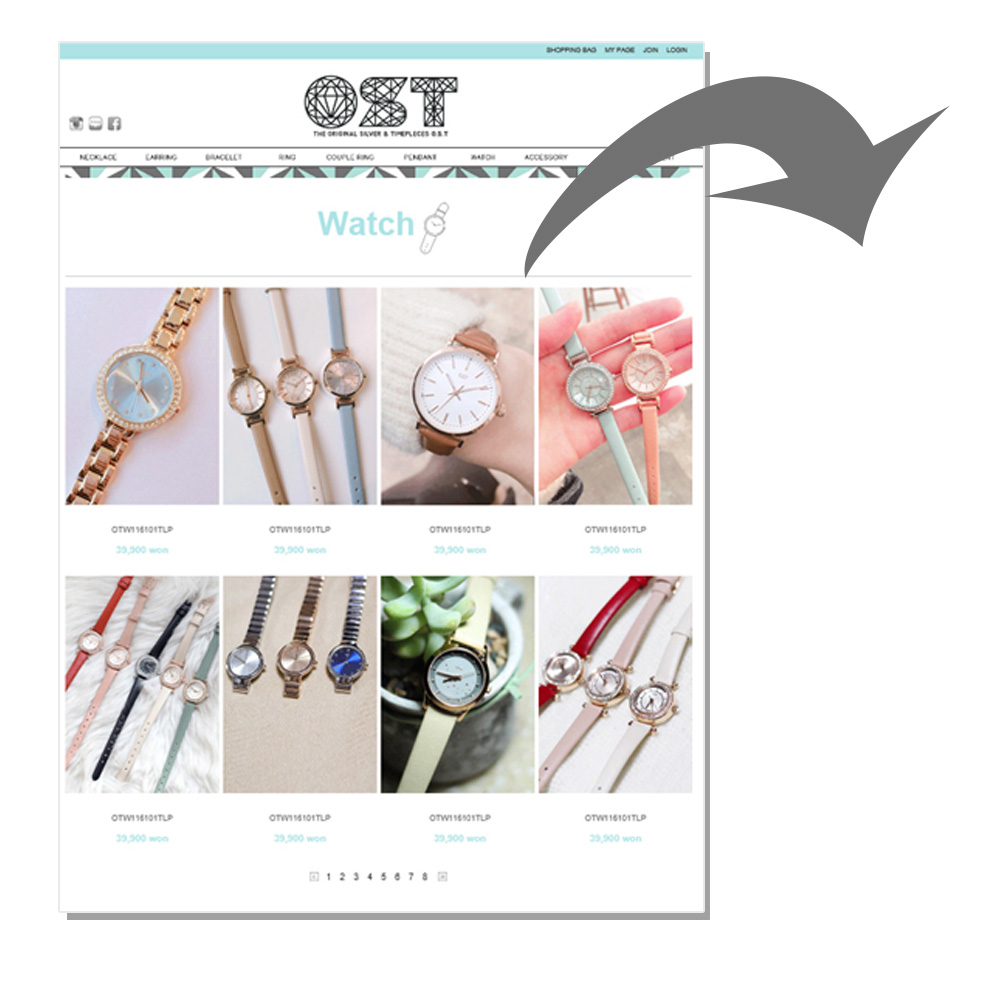 SHOPPING BAG MY PAGE JOIN LOGIN
OST
THE ORIGINAL SILVER & TIMEPIECES O.S.T
NECKLACE EARRING BRACELET RING COUPLE RING PENDANT WATCH ACCESSORY
Watch
OTW116101TLP OTW116101TLP OTW116101TLP OTW116101TLP
39,900 won 39,900 won 39,900 won 39,900 won
OTW116101TLP OTW116101TLP OTW116101TLP OTW116101TLP
39,900 won 39,900 won 39,900 won 39,900 won
1 2 3 4 5 6 7 8